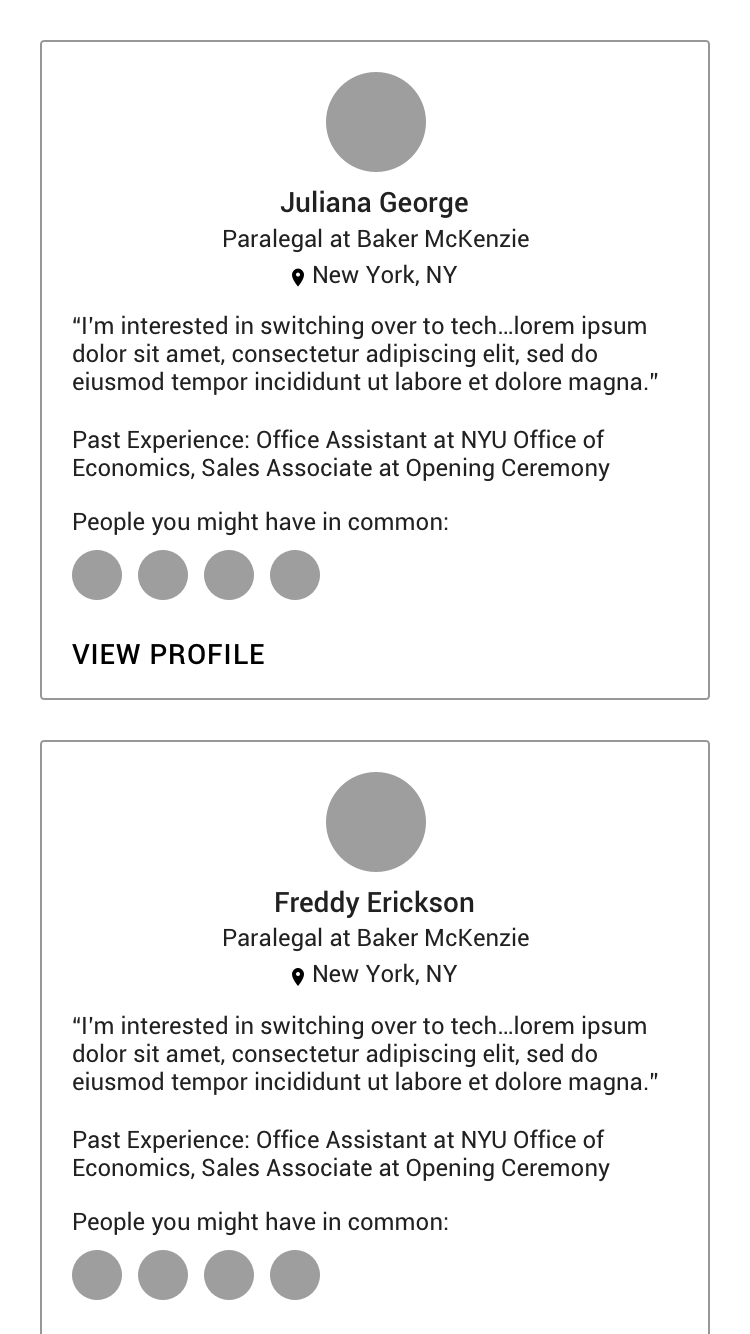 Juliana George
Paralegal at Baker McKenzie
New York, NY
“I'm interested in switching over to tech...lorem ipsum
dolor sit amet, consectetur adipiscing elit, sed do
eiusmod tempor incididunt ut labore et dolore magna.”
Past Experience: Office Assistant at NYU Office of
Economics, Sales Associate at Opening Ceremony
People you might have in common:
VIEW PROFILE
Freddy Erickson
Paralegal at Baker McKenzie
New York, NY
“I'm interested in switching over to tech...lorem ipsum
dolor sit amet, consectetur adipiscing elit, sed do
eiusmod tempor incididunt ut labore et dolore magna.”
Past Experience: Office Assistant at NYU Office of
Economics, Sales Associate at Opening Ceremony
People you might have in common: